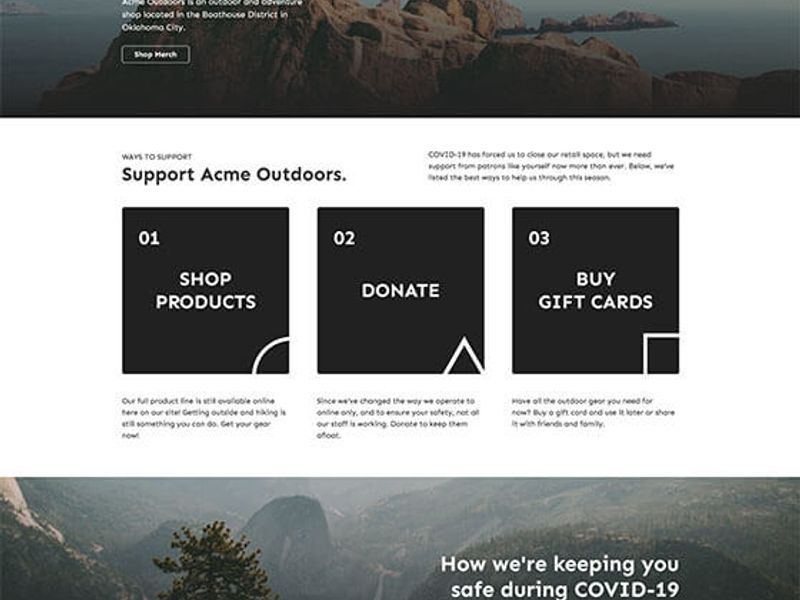 Acme Outdoors is an outdoor and adventure
shop located in the Boathouse District in
Oklahoma City.
Shop Merch
WAYS TO SUPPORT
Support Acme Outdoors.
COVID-19 has forced us to close our retail space, but we need
support from patrons like yourself now more than ever. Below, we've
listed the best ways to help us through this season.
01
SHOP
PRODUCTS
02
DONATE
03
BUY
GIFT CARDS
Our full product line is still available online
here on our site! Getting outside and hiking is
still something you can do. Get your gear
now!
Since we've changed the way we operate to
online only, and to ensure your safety, not all
our staff is working. Donate to keep them
afloat.
Have all the outdoor gear you need for
now? Buy a gift card and use it later or share
it with friends and family.
How we're keeping you
safe during COVID-19